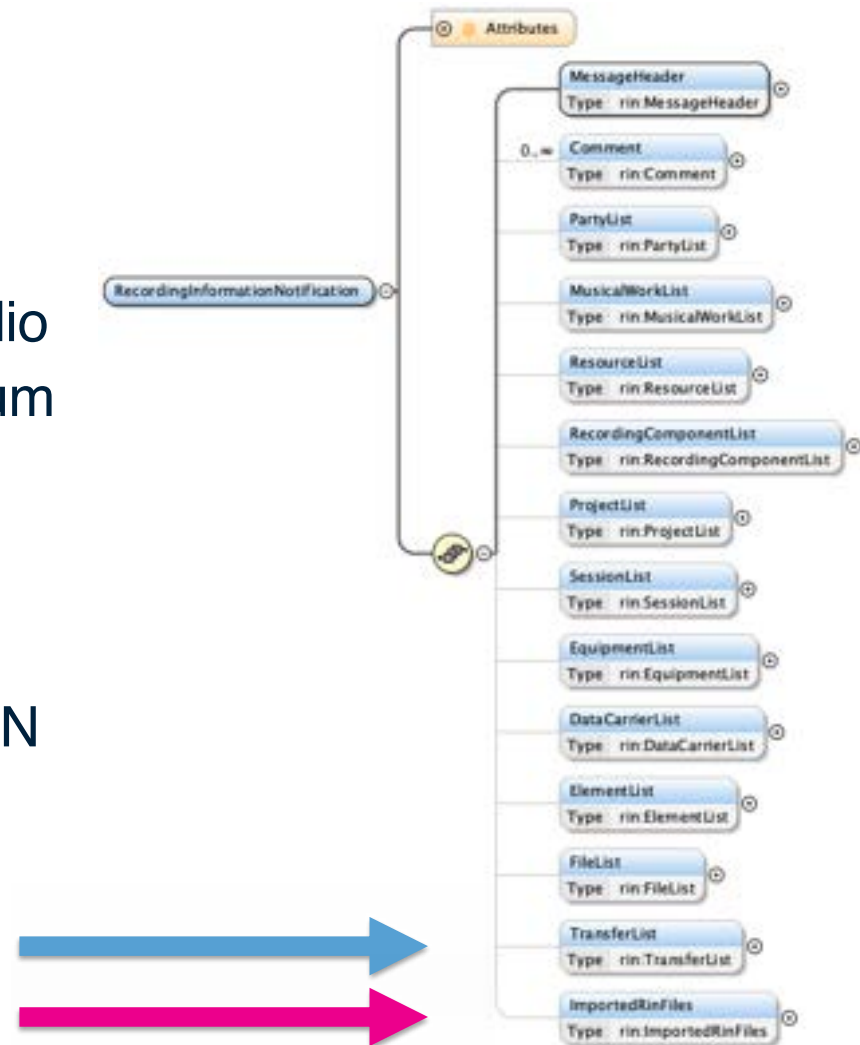 Attributes
MessageHeader
Type rin:MessageHeader
0..∞ Comment
Type rin:Comment
PartyList
Type rin:PartyList
RecordingInformationNotification
MusicalWorkList
Type rin:MusicalWorkList
dio
ResourceList
Type rin:ResourceList
um
RecordingComponentList
Type rin:RecordingComponentList
ProjectList
Type rin:ProjectList
SessionList
Type rin:SessionList
EquipmentList
Type rin:EquipmentList
N
DataCarrierList
Type rin:DataCarrierList
ElementList
Type rin:ElementList
FileList
Type rin:FileList
TransferList
Type rin:TransferList
ImportedRinFiles
Type rin:ImportedRinFiles